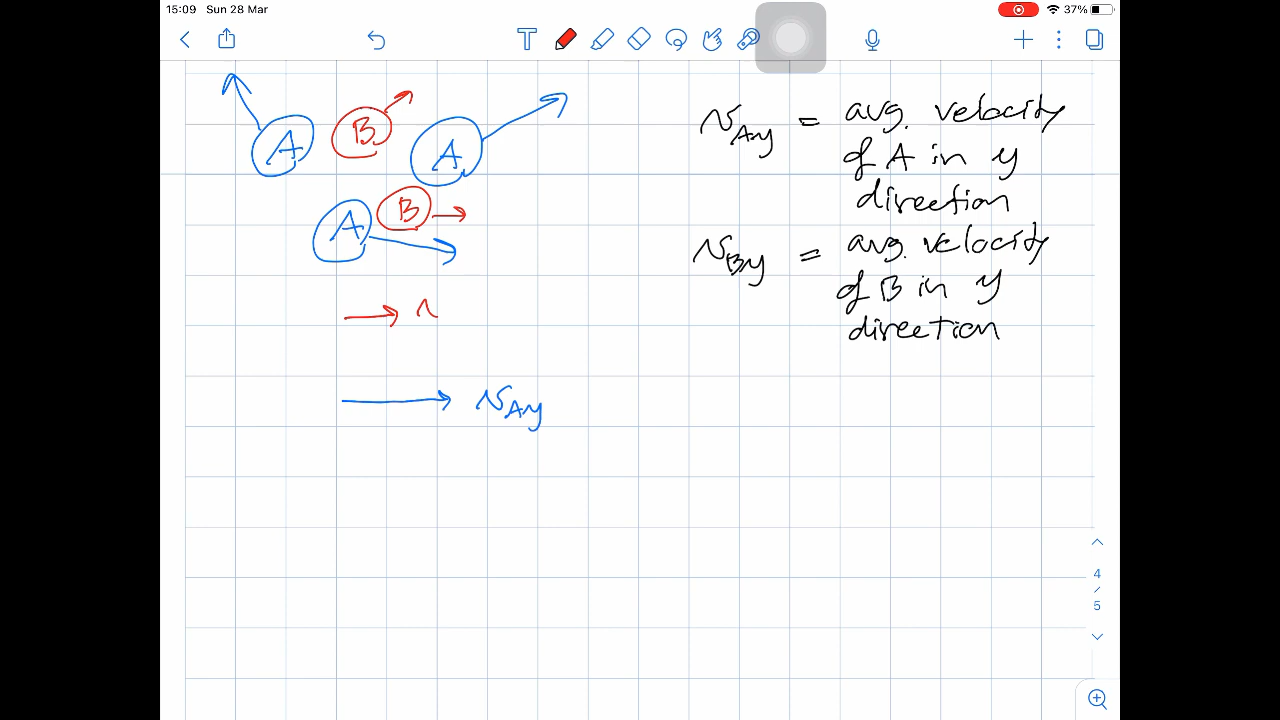 15:09 Sun 28 Mar
37%
T
A B A
A B
v
v_Ay
v_Ay = avg. velocity
of A in y
direction
v_By = avg. velocity
of B in y
direction
4
/
5